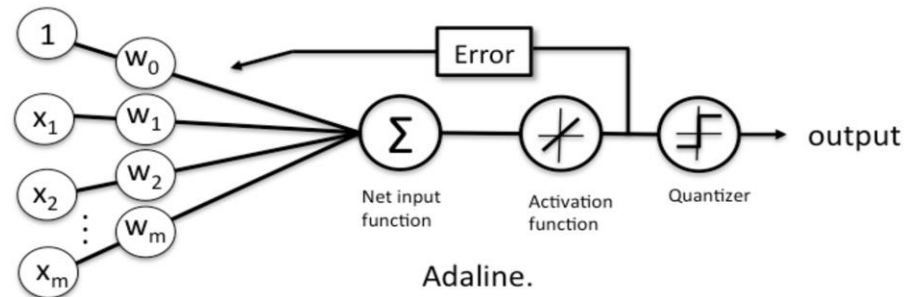 1
w0
Error
x1
w1
Σ
output
x2
w2
Net input
function
Activation
function
Quantizer
⋮
wm
xm
Adaline.